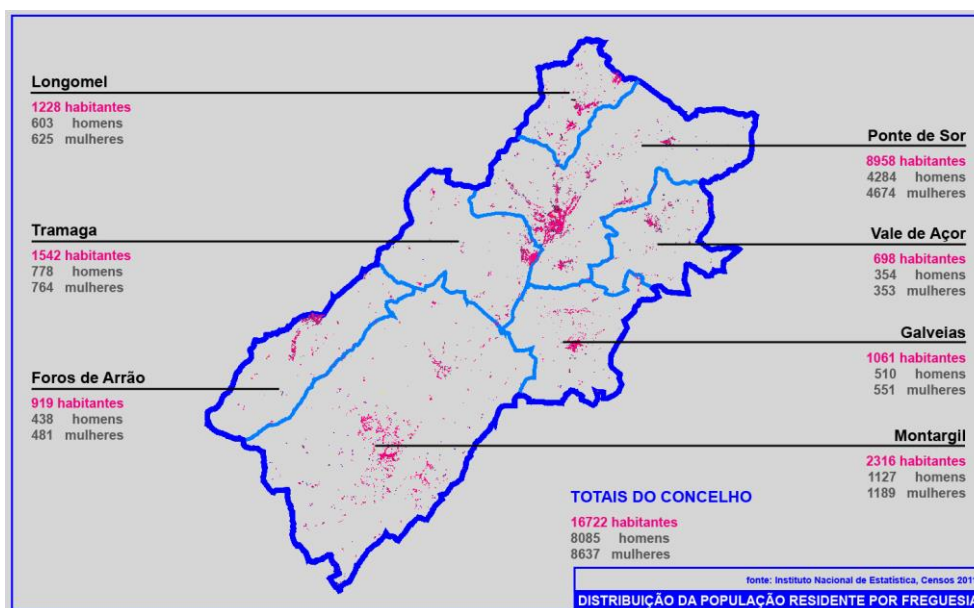 Longomel
1228 habitantes
603 homens
625 mulheres
Tramaga
1542 habitantes
778 homens
764 mulheres
Foros de Arrão
919 habitantes
438 homens
481 mulheres
Ponte de Sor
8958 habitantes
4284 homens
4674 mulheres
Vale de Açor
698 habitantes
354 homens
353 mulheres
Galveias
1061 habitantes
510 homens
551 mulheres
Montargil
2316 habitantes
1127 homens
1189 mulheres
TOTAIS DO CONCELHO
16722 habitantes
8085 homens
8637 mulheres
fonte: Instituto Nacional de Estatística, Censos
DISTRIBUIÇÃO DA POPULAÇÃO RESIDENTE POR FREGUESIA